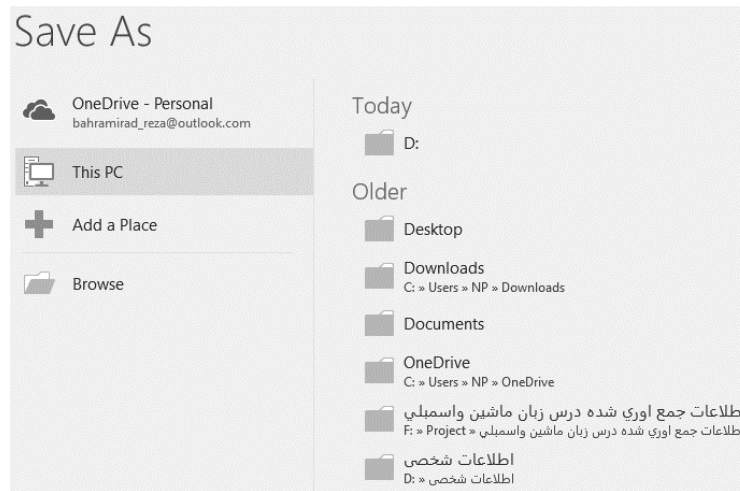 Save As
OneDrive - Personal
bahramirad_reza@outlook.com
This PC
Add a Place
Browse
Today
D:
Older
Desktop
Downloads
C: » Users » NP » Downloads
Documents
OneDrive
C: » Users » NP » OneDrive
طلاعات جمع اوري شده درس زبان ماشين واسمبلي
F: » Project » طلاعات جمع اوري شده درس زبان ماشين واسمبلي
اطلاعات شخصی
D: » اطلاعات شخصی